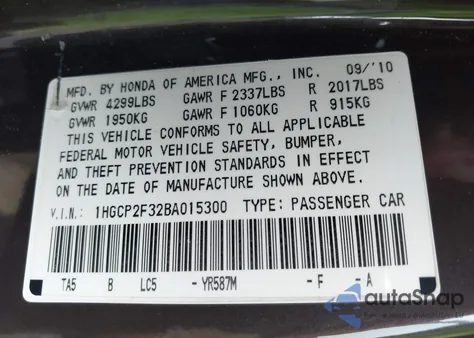 MFD. BY HONDA OF AMERICA MFG., INC. 09/'10
GVWR 4299LBS GAWR F 2337LBS R 2017LBS
GVWR 1950KG GAWR F 1060KG R 915KG
THIS VEHICLE CONFORMS TO ALL APPLICABLE
FEDERAL MOTOR VEHICLE SAFETY, BUMPER,
AND THEFT PREVENTION STANDARDS IN EFFECT
ON THE DATE OF MANUFACTURE SHOWN ABOVE.
V.I.N.: 1HGCP2F32BA015300 TYPE: PASSENGER CAR
TA5 B LC5 -YR587M -F -A
autoSnap